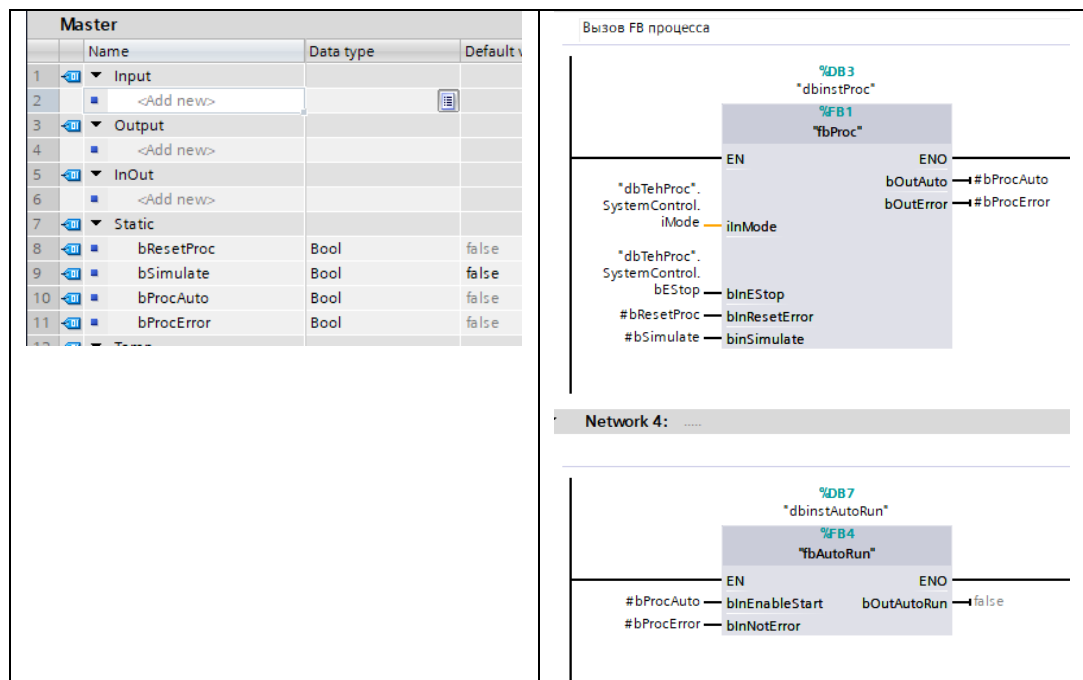 Master
Name Data type Default v
1 Input
2 <Add new>
3 Output
4 <Add new>
5 InOut
6 <Add new>
7 Static
8 bResetProc Bool false
9 bSimulate Bool false
10 bProcAuto Bool false
11 bProcError Bool false
Вызов FB процесса
%DB3
"dbinstProc"
%FB1
"fbProc"
EN ENO
bOutAuto #bProcAuto
bOutError #bProcError
"dbTehProc".
SystemControl.
iMode iInMode
"dbTehProc".
SystemControl.
bEStop bInEStop
#bResetProc bInResetError
#bSimulate binSimulate
Network 4: .....
%DB7
"dbinstAutoRun"
%FB4
"fbAutoRun"
EN ENO
#bProcAuto bInEnableStart bOutAutoRun false
#bProcError bInNotError